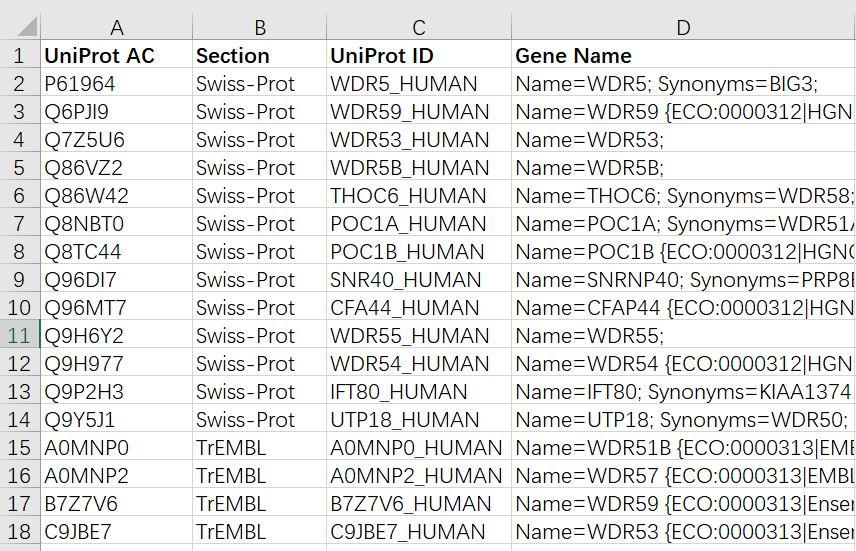 A B C D
1 UniProt AC Section UniProt ID Gene Name
2 P61964 Swiss-Prot WDR5_HUMAN Name=WDR5; Synonyms=BIG3;
3 Q6PJI9 Swiss-Prot WDR59_HUMAN Name=WDR59 {ECO:0000312|HGN
4 Q7Z5U6 Swiss-Prot WDR53_HUMAN Name=WDR53;
5 Q86VZ2 Swiss-Prot WDR5B_HUMAN Name=WDR5B;
6 Q86W42 Swiss-Prot THOC6_HUMAN Name=THOC6; Synonyms=WDR58;
7 Q8NBT0 Swiss-Prot POC1A_HUMAN Name=POC1A; Synonyms=WDR51A
8 Q8TC44 Swiss-Prot POC1B_HUMAN Name=POC1B {ECO:0000312|HGNC
9 Q96DI7 Swiss-Prot SNR40_HUMAN Name=SNRNP40; Synonyms=PRP8B
10 Q96MT7 Swiss-Prot CFA44_HUMAN Name=CFAP44 {ECO:0000312|HGN
11 Q9H6Y2 Swiss-Prot WDR55_HUMAN Name=WDR55;
12 Q9H977 Swiss-Prot WDR54_HUMAN Name=WDR54 {ECO:0000312|HGN
13 Q9P2H3 Swiss-Prot IFT80_HUMAN Name=IFT80; Synonyms=KIAA1374
14 Q9Y5J1 Swiss-Prot UTP18_HUMAN Name=UTP18; Synonyms=WDR50;
15 A0MNP0 TrEMBL A0MNP0_HUMAN Name=WDR51B {ECO:0000313|EMB
16 A0MNP2 TrEMBL A0MNP2_HUMAN Name=WDR57 {ECO:0000313|EMBL
17 B7Z7V6 TrEMBL B7Z7V6_HUMAN Name=WDR59 {ECO:0000313|Enser
18 C9JBE7 TrEMBL C9JBE7_HUMAN Name=WDR53 {ECO:0000313|Enser